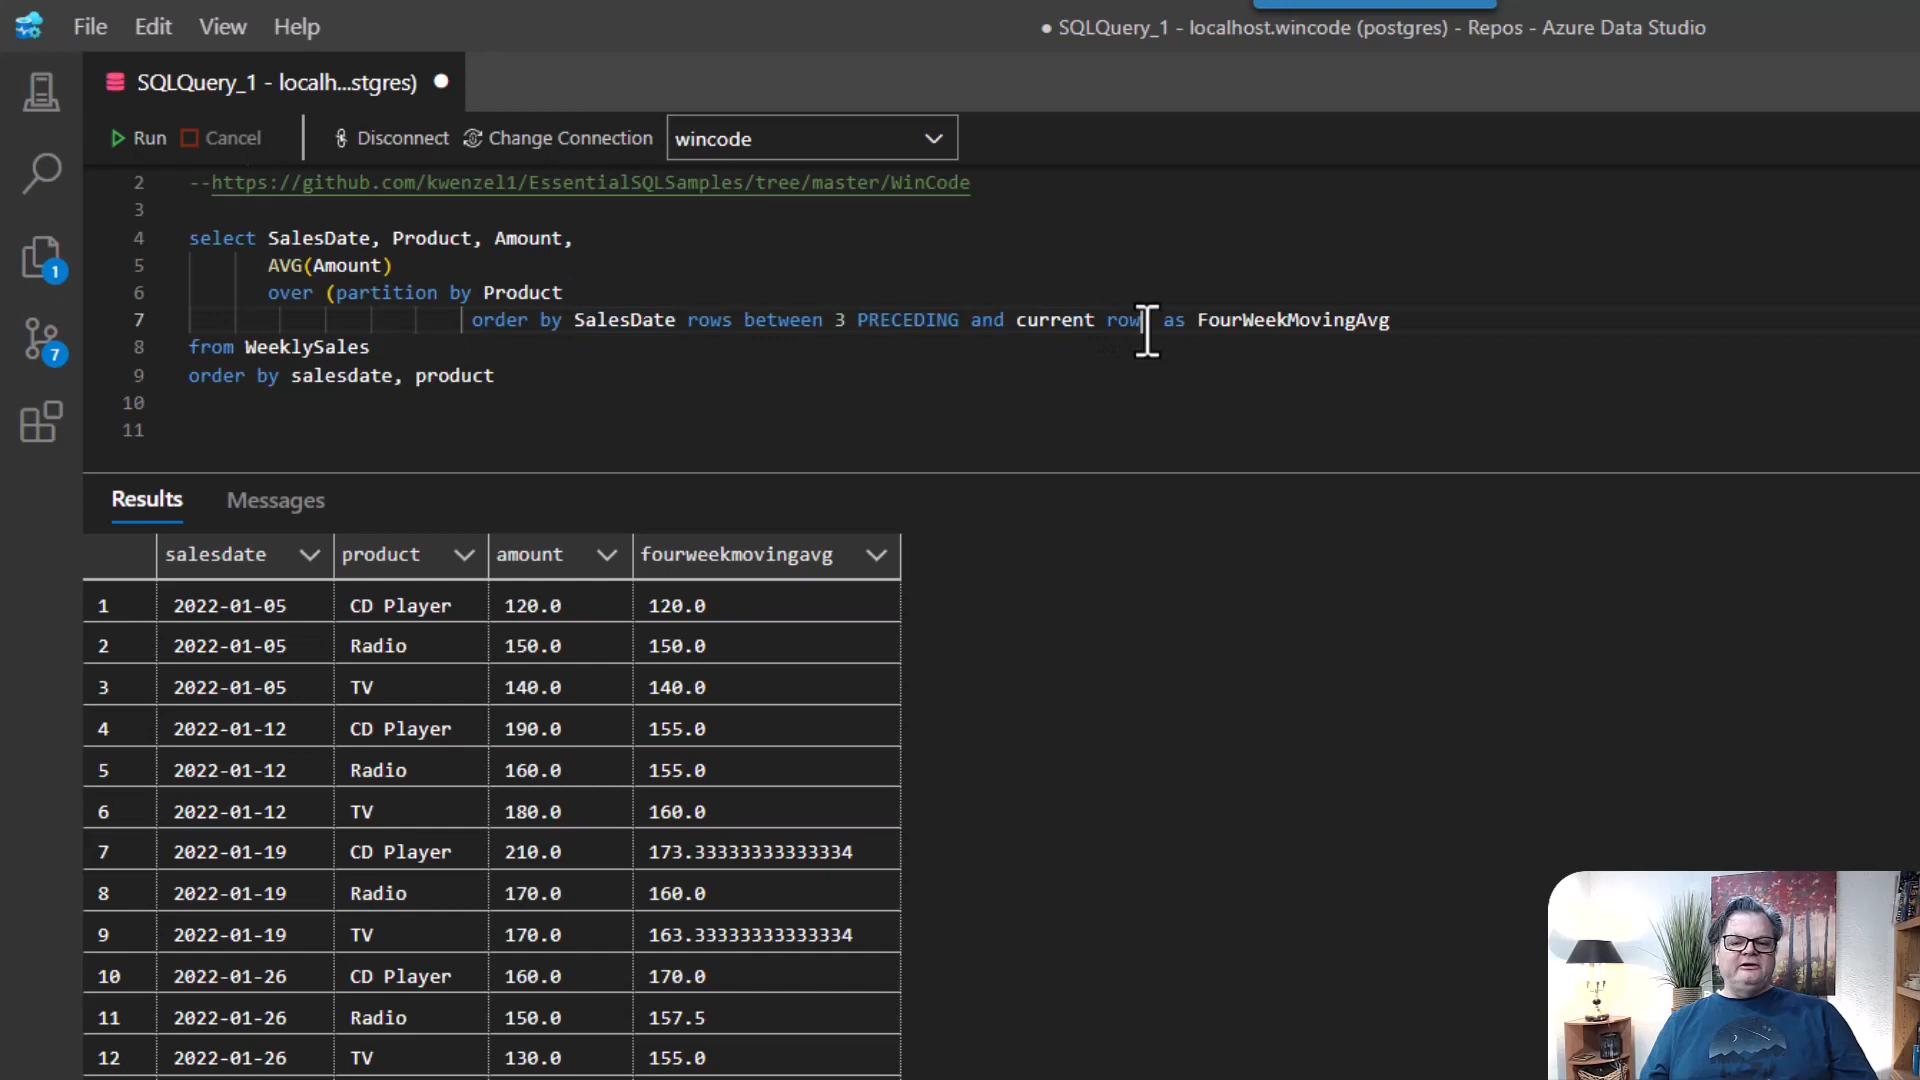 File Edit View Help
● SQLQuery_1 - localhost.wincode (postgres) - Repos - Azure Data Studio
SQLQuery_1 - localh...stgres) ●
Run Cancel Disconnect Change Connection wincode
2 --https://github.com/kwenzel1/EssentialSQLSamples/tree/master/WinCode
3
4 select SalesDate, Product, Amount,
5 AVG(Amount)
6 over (partition by Product
7 order by SalesDate rows between 3 PRECEDING and current row as FourWeekMovingAvg
8 from WeeklySales
9 order by salesdate, product
10
11
1
7
Results Messages
salesdate product amount fourweekmovingavg
1 2022-01-05 CD Player 120.0 120.0
2 2022-01-05 Radio 150.0 150.0
3 2022-01-05 TV 140.0 140.0
4 2022-01-12 CD Player 190.0 155.0
5 2022-01-12 Radio 160.0 155.0
6 2022-01-12 TV 180.0 160.0
7 2022-01-19 CD Player 210.0 173.33333333333334
8 2022-01-19 Radio 170.0 160.0
9 2022-01-19 TV 170.0 163.33333333333334
10 2022-01-26 CD Player 160.0 170.0
11 2022-01-26 Radio 150.0 157.5
12 2022-01-26 TV 130.0 155.0